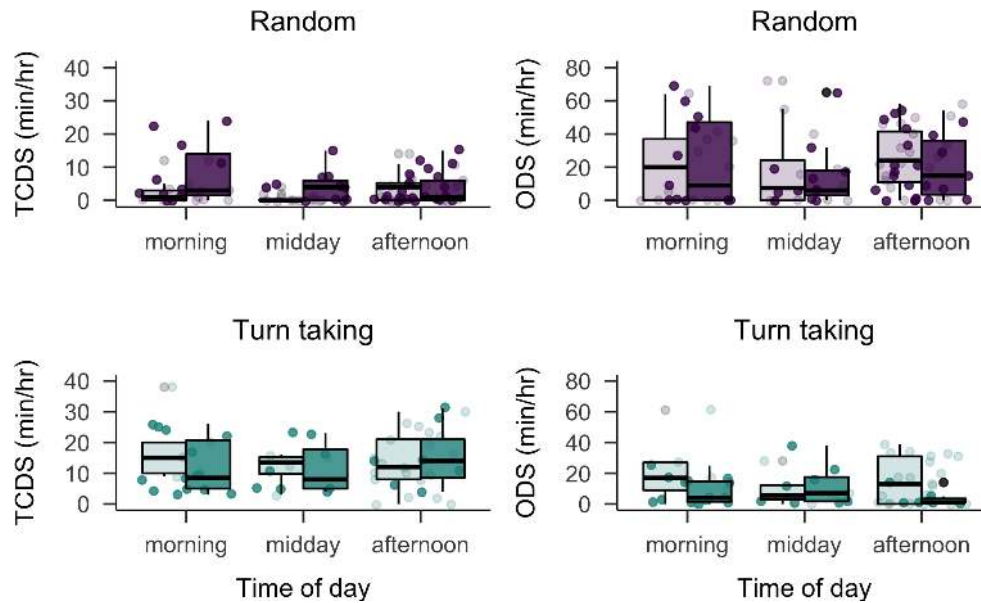 Random
TCDS (min/hr)
40
30
20
10
0
morning midday afternoon
Random
ODS (min/hr)
80
60
40
20
0
morning midday afternoon
Turn taking
TCDS (min/hr)
40
30
20
10
0
morning midday afternoon
Time of day
Turn taking
ODS (min/hr)
80
60
40
20
0
morning midday afternoon
Time of day